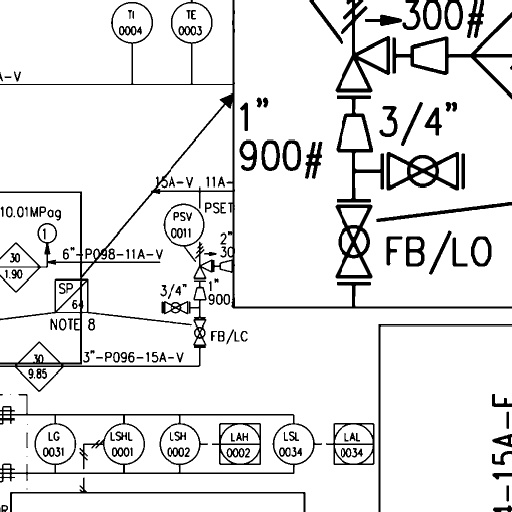 TI
0004
TE
0003
A-V
300#
1"
900#
3/4"
FB/LO
15A-V
11A-
PSV
0011
PSET
10.01MPag
1
30
1.90
6"-P098-11A-V
2"
30
SP
64
NOTE 8
3/4"
1"
900
FB/LC
30
9.85
3"-P096-15A-V
LG
0031
LSHL
0001
LSH
0002
LAH
0002
LSL
0034
LAL
0034
-15A-F